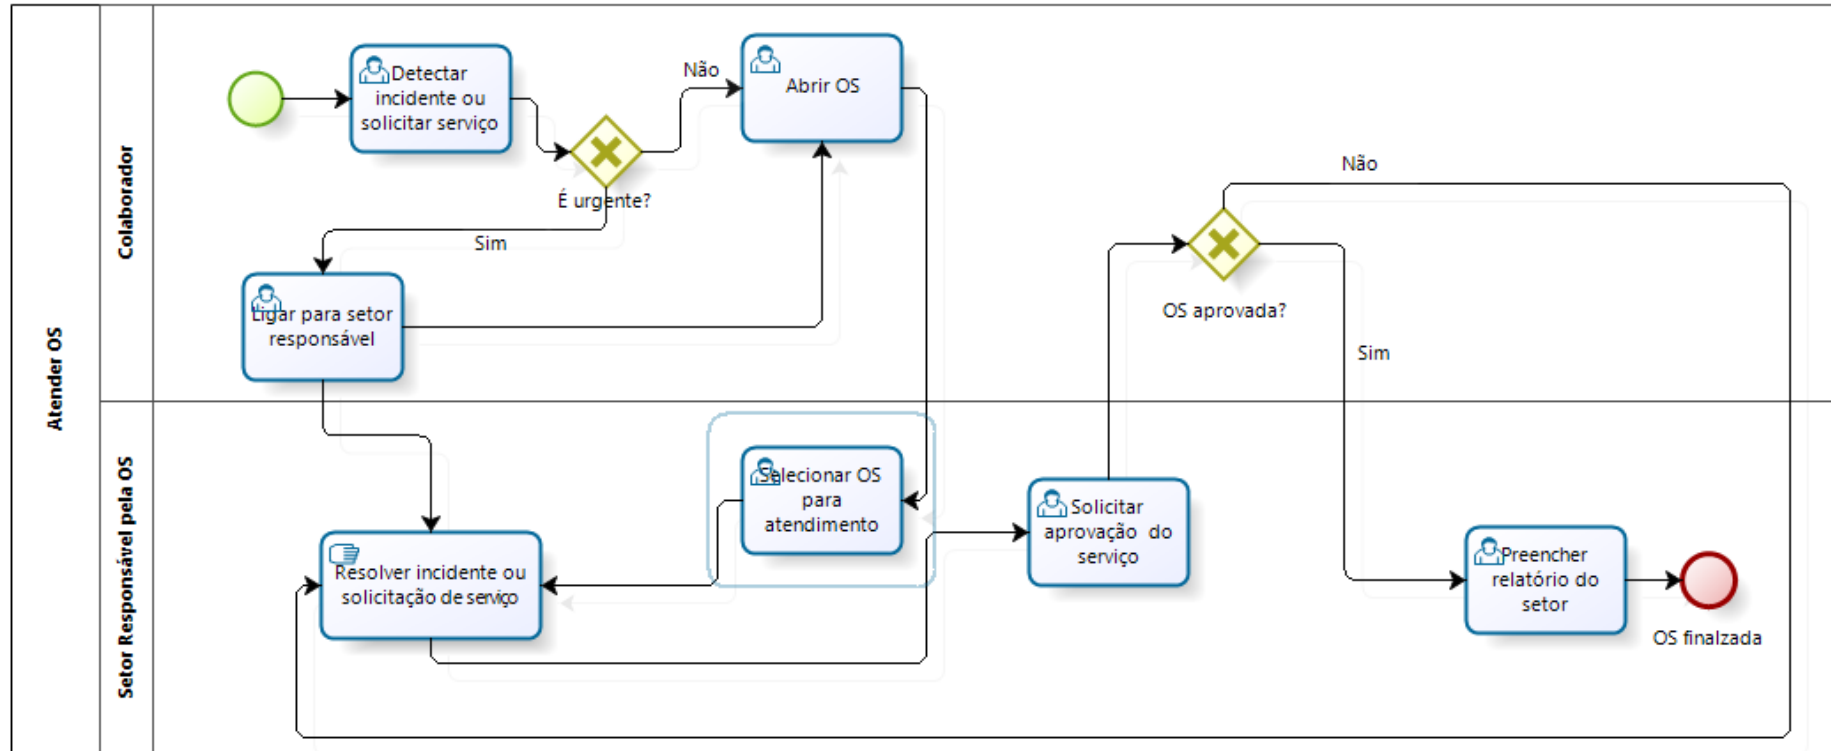 Atender OS
Colaborador
Detectar
incidente ou
solicitar serviço
É urgente?
Não
Sim
Abrir OS
Ligar para setor
responsável
OS aprovada?
Não
Sim
Setor Responsável pela OS
Selecionar OS
para
atendimento
Resolver incidente ou
solicitação de serviço
Solicitar
aprovação do
serviço
Preencher
relatório do
setor
OS finalzada